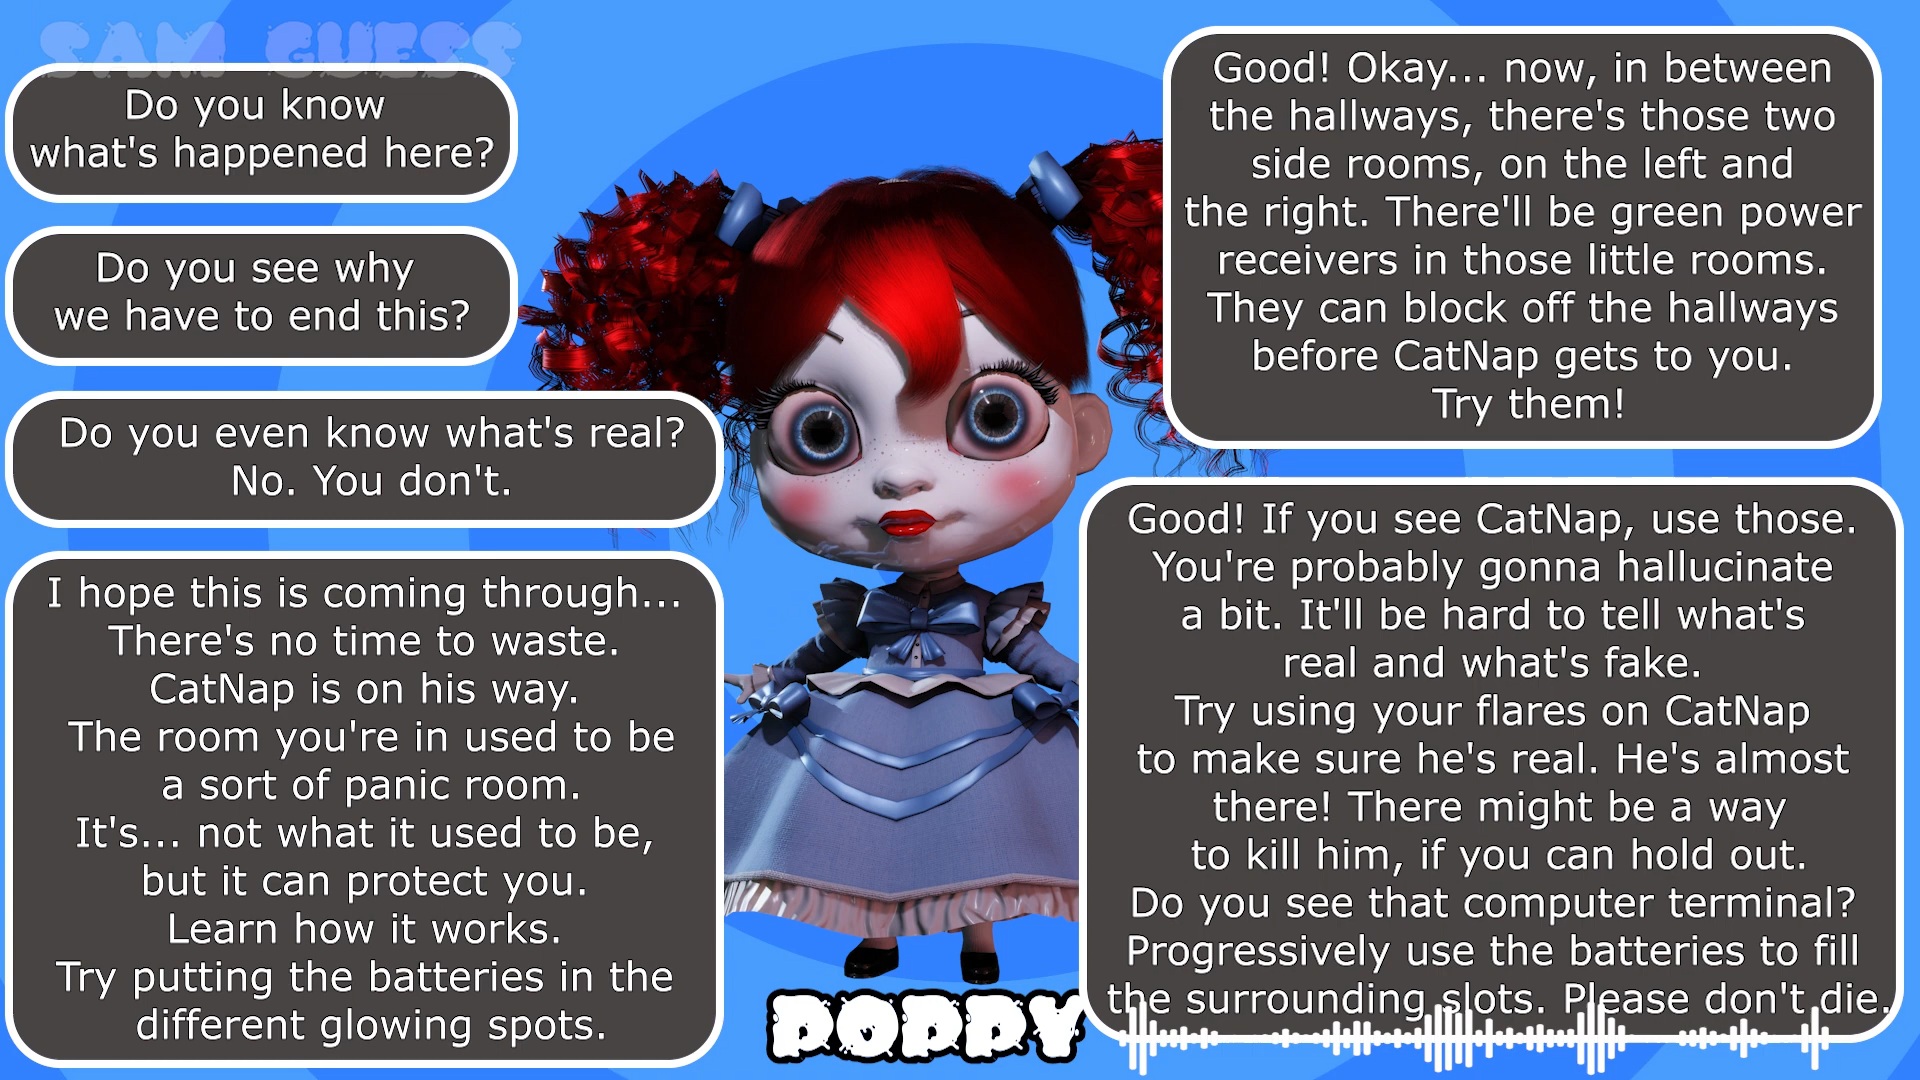 SAM GUESS
Do you know
what's happened here?
Do you see why
we have to end this?
Do you even know what's real?
No. You don't.
I hope this is coming through...
There's no time to waste.
CatNap is on his way.
The room you're in used to be
a sort of panic room.
It's... not what it used to be,
but it can protect you.
Learn how it works.
Try putting the batteries in the
different glowing spots.
Good! Okay... now, in between
the hallways, there's those two
side rooms, on the left and
the right. There'll be green power
receivers in those little rooms.
They can block off the hallways
before CatNap gets to you.
Try them!
Good! If you see CatNap, use those.
You're probably gonna hallucinate
a bit. It'll be hard to tell what's
real and what's fake.
Try using your flares on CatNap
to make sure he's real. He's almost
there! There might be a way
to kill him, if you can hold out.
Do you see that computer terminal?
Progressively use the batteries to fill
the surrounding slots. Please don't die.
POPPY